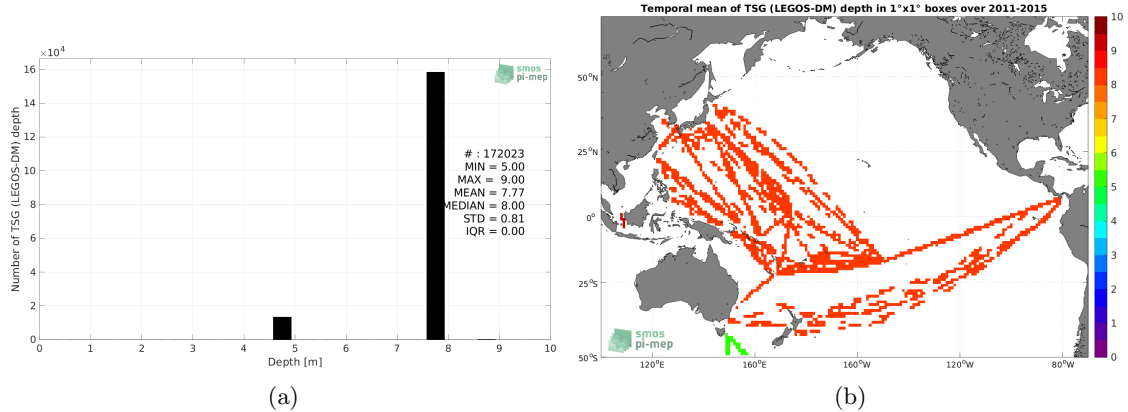 Temporal mean of TSG (LEGOS-DM) depth in 1°x1° boxes over 2011-2015
×10⁴
16
14
12
10
8
6
4
2
0
Number of TSG (LEGOS-DM) depth
smos
pi-mep
# : 172023
MIN = 5.00
MAX = 9.00
MEAN = 7.77
MEDIAN = 8.00
STD = 0.81
IQR = 0.00
0 1 2 3 4 5 6 7 8 9 10
Depth [m]
(a)
50°N
25°N
0°
25°S
50°S
120°E 160°E 160°W 120°W 80°W
smos
pi-mep
10
9
8
7
6
5
4
3
2
1
0
(b)